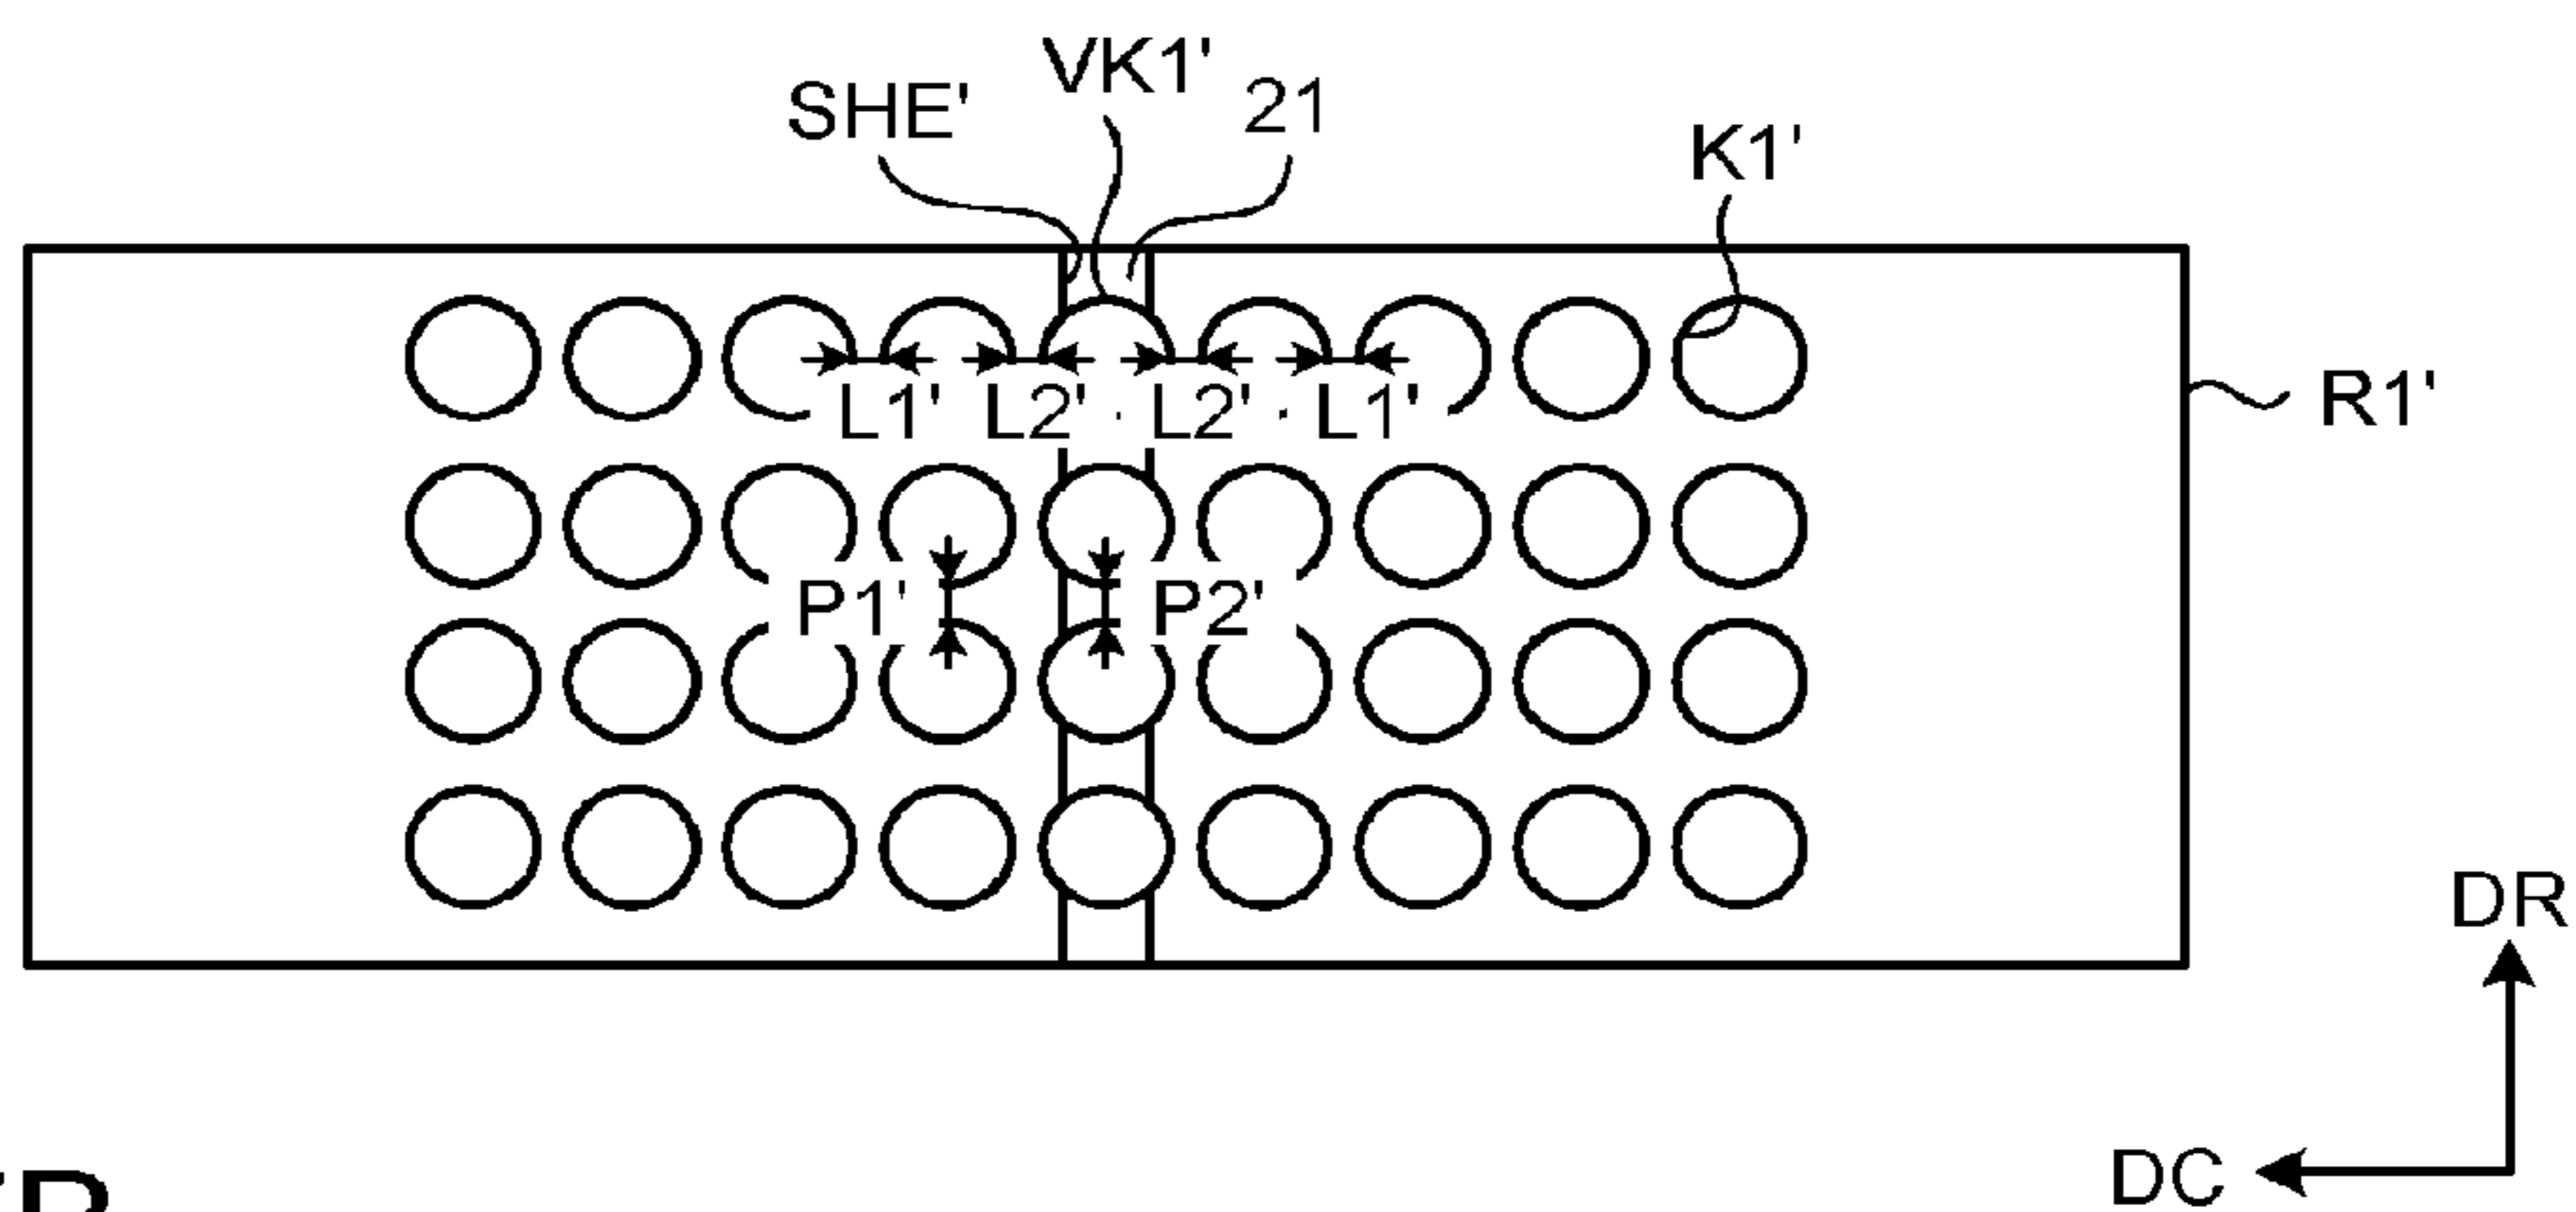 VK1'
SHE' 21
K1'
L1' L2' L2' L1'
R1'
P1' P2'
DR
DC